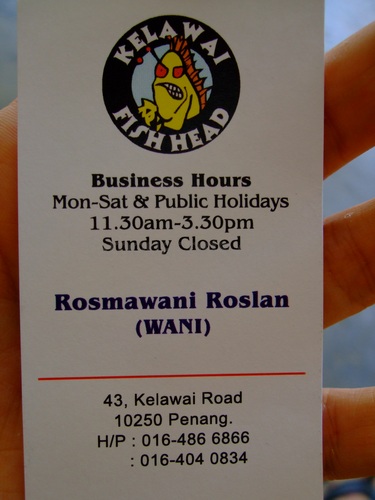 KELAWAI
FISH HEAD
Business Hours
Mon-Sat & Public Holidays
11.30am-3.30pm
Sunday Closed
Rosmawani Roslan
(WANI)
43, Kelawai Road
10250 Penang.
H/P : 016-486 6866
: 016-404 0834